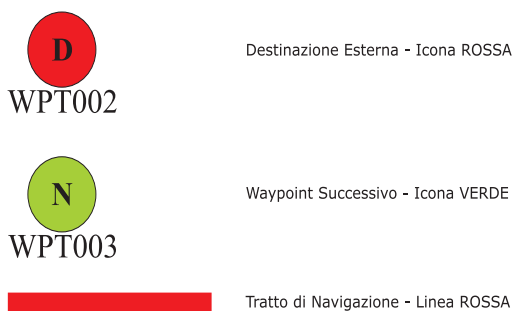 D
Destinazione Esterna - Icona ROSSA
WPT002
N
Waypoint Successivo - Icona VERDE
WPT003
Tratto di Navigazione - Linea ROSSA